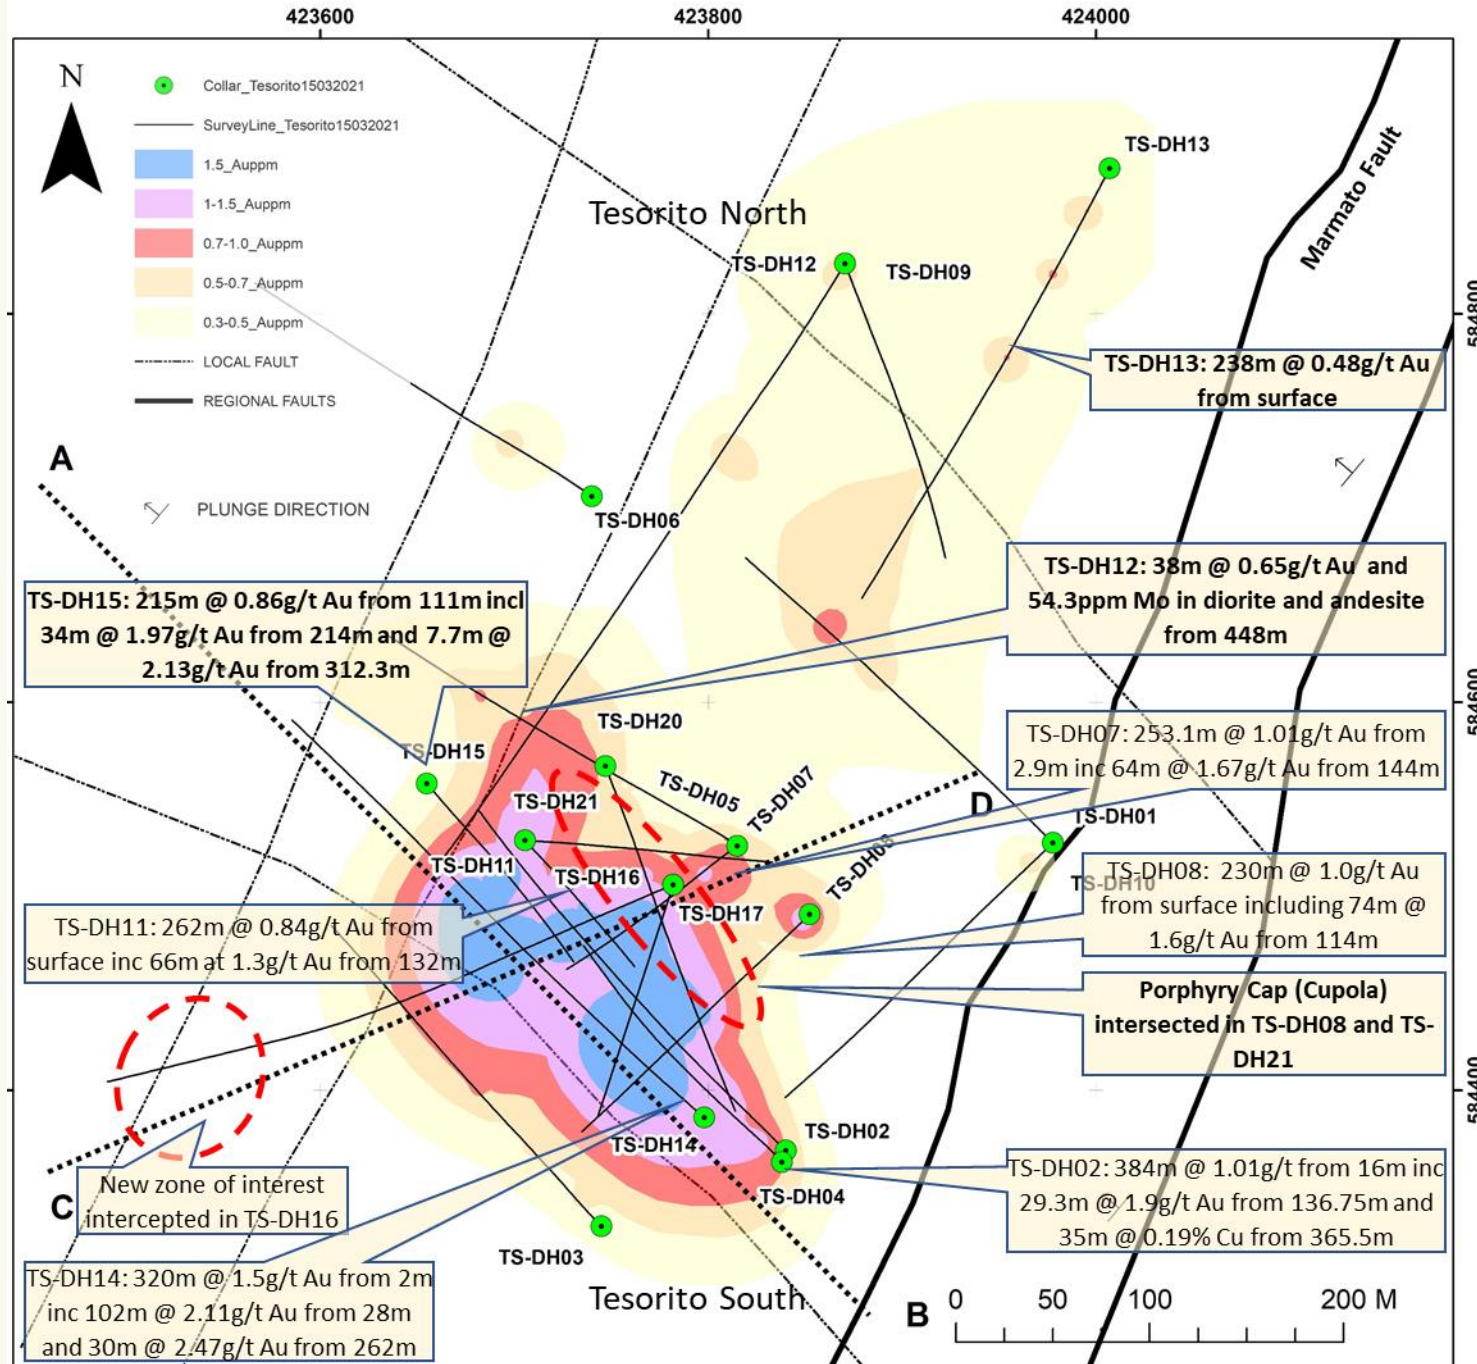 423600
423800
424000
N
Collar_Tesorito15032021
SurveyLine_Tesorito15032021
1.5_Auppm
1-1.5_Auppm
0.7-1.0_Auppm
0.5-0.7_Auppm
0.3-0.5_Auppm
LOCAL FAULT
REGIONAL FAULTS
PLUNGE DIRECTION
A
Tesorito North
TS-DH13
Marmato Fault
TS-DH12
TS-DH09
584800
TS-DH13: 238m @ 0.48g/t Au
from surface
TS-DH06
TS-DH12: 38m @ 0.65g/t Au and
54.3ppm Mo in diorite and andesite
from 448m
TS-DH15: 215m @ 0.86g/t Au from 111m incl
34m @ 1.97g/t Au from 214m and 7.7m @
2.13g/t Au from 312.3m
584600
TS-DH20
TS-DH15
TS-DH07: 253.1m @ 1.01g/t Au from
2.9m inc 64m @ 1.67g/t Au from 144m
TS-DH05
TS-DH07
TS-DH21
D
TS-DH01
TS-DH11
TS-DH16
TS-DH08
TS-DH10
TS-DH17
TS-DH08: 230m @ 1.0g/t Au
from surface including 74m @
1.6g/t Au from 114m
TS-DH11: 262m @ 0.84g/t Au from
surface inc 66m at 1.3g/t Au from 132m
Porphyry Cap (Cupola)
intersected in TS-DH08 and TS-
DH21
584400
TS-DH14
TS-DH02
TS-DH04
TS-DH02: 384m @ 1.01g/t from 16m inc
29.3m @ 1.9g/t Au from 136.75m and
35m @ 0.19% Cu from 365.5m
C
New zone of interest
intercepted in TS-DH16
TS-DH03
TS-DH14: 320m @ 1.5g/t Au from 2m
inc 102m @ 2.11g/t Au from 28m
and 30m @ 2.47g/t Au from 262m
Tesorito South
B
0 50 100 200 M